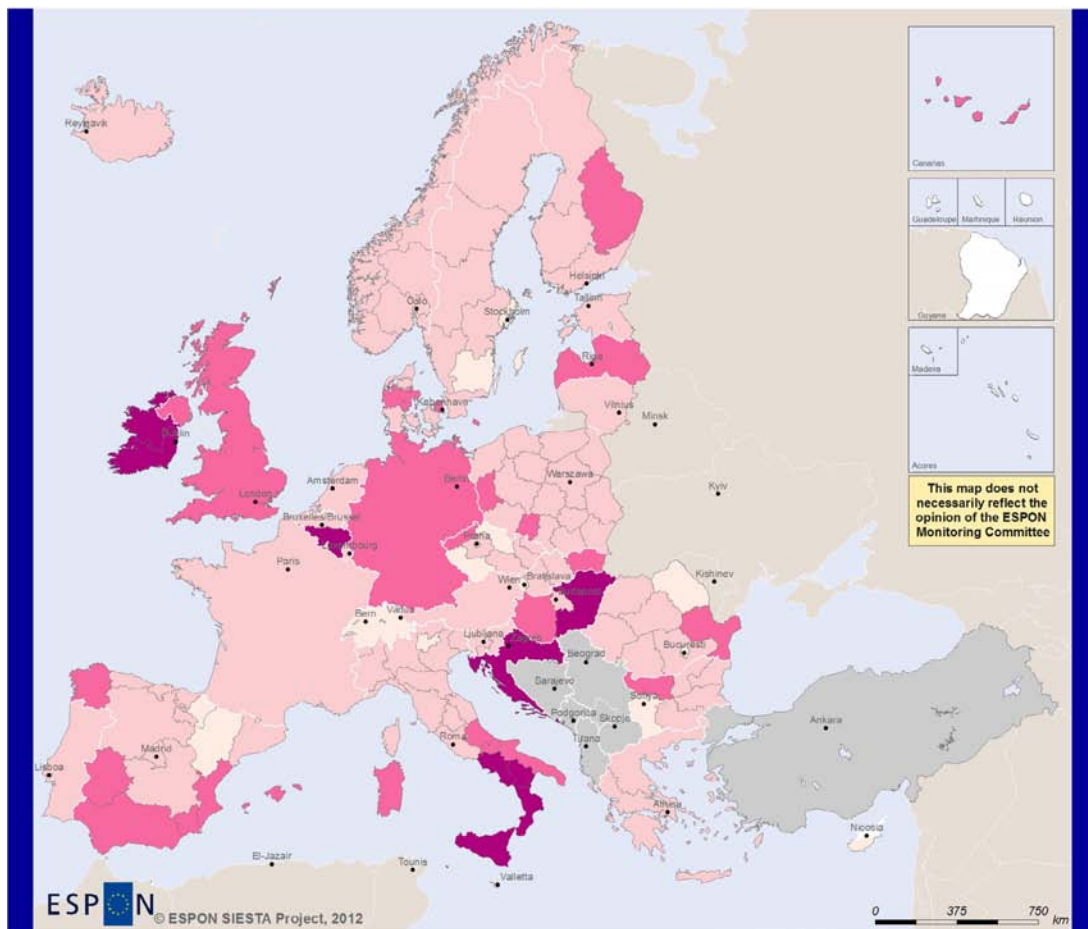 Canarias
Reykjavik
Guadeloupe
Martinique
Réunion
Helsinki
Oslo
Tallinn
Stockholm
Guyane
Riga
Madeira
København
Vilnius
Minsk
Dublin
Acores
Amsterdam
Berlin
Warszawa
London
Kyiv
This map does not
necessarily reflect the
opinion of the ESPON
Monitoring Committee
Bruxelles/Brussel
Praha
Luxembourg
Paris
Kishinev
Wien
Bratislava
Budapest
Bern
Vaduz
Ljubljana
Zagreb
Bucuresti
Beograd
Sarajevo
Sofiya
Podgorica
Skopje
Ankara
Roma
Tirana
Madrid
Lisboa
Athina
Nicosia
El-Jazair
Tounis
Valletta
ESPON
© ESPON SIESTA Project, 2012
0 375 750
km